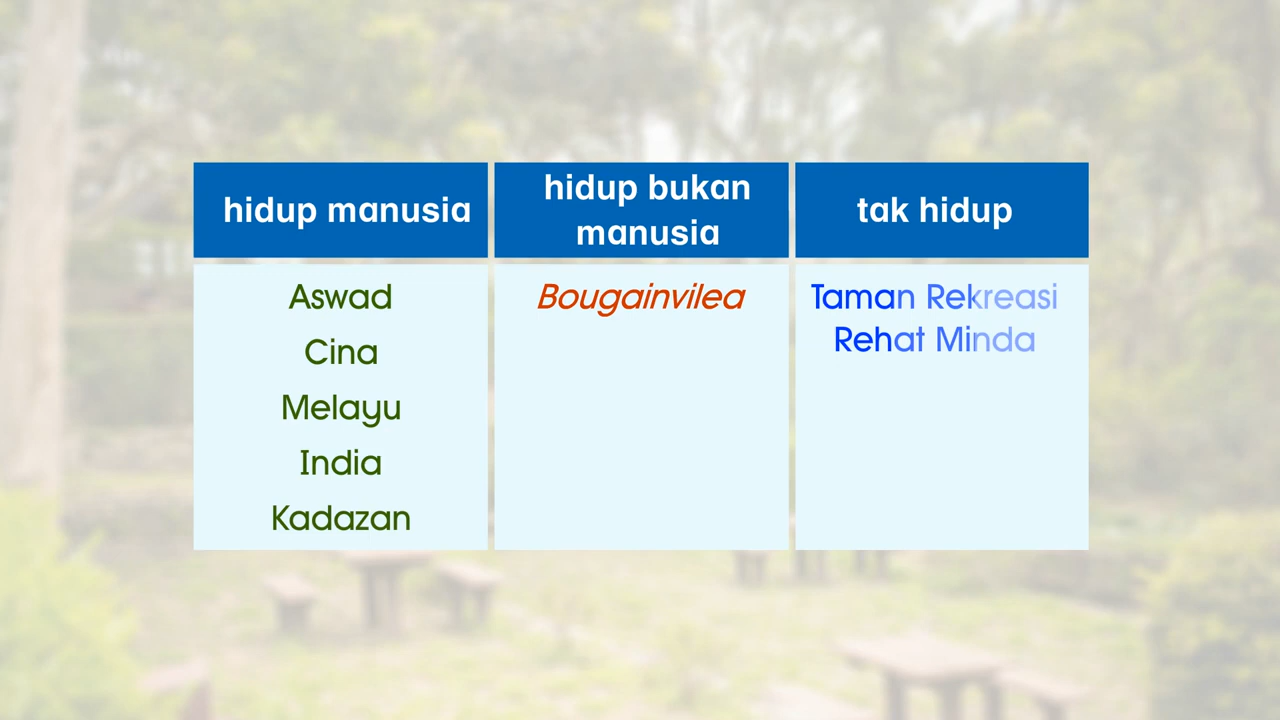 hidup manusia
hidup bukan
manusia
tak hidup
Aswad
Cina
Melayu
India
Kadazan
Bougainvilea
Taman Rekreasi
Rehat Minda